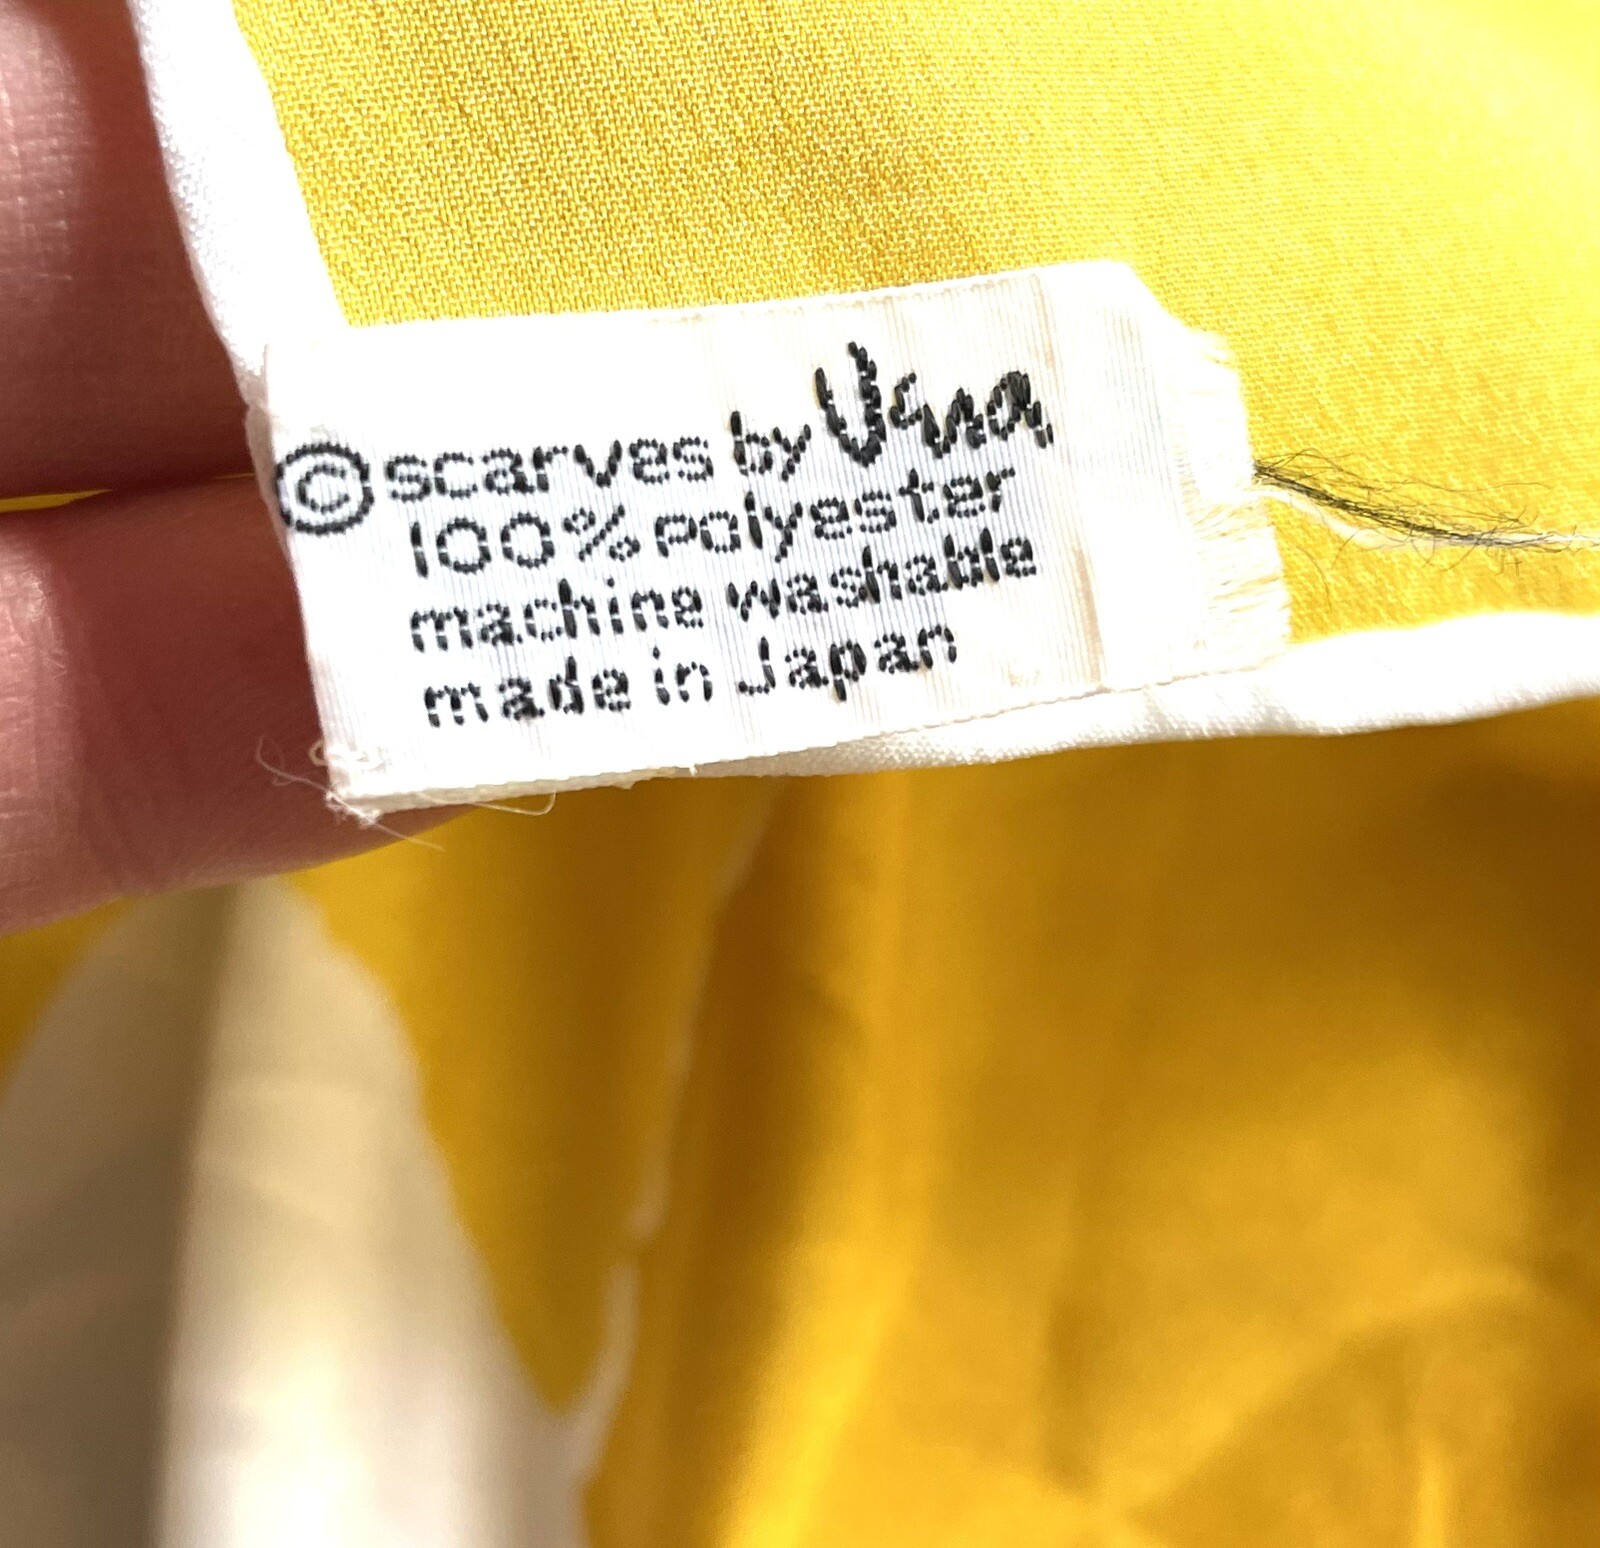 © scarves by Vera
100% polyester
machine washable
made in Japan